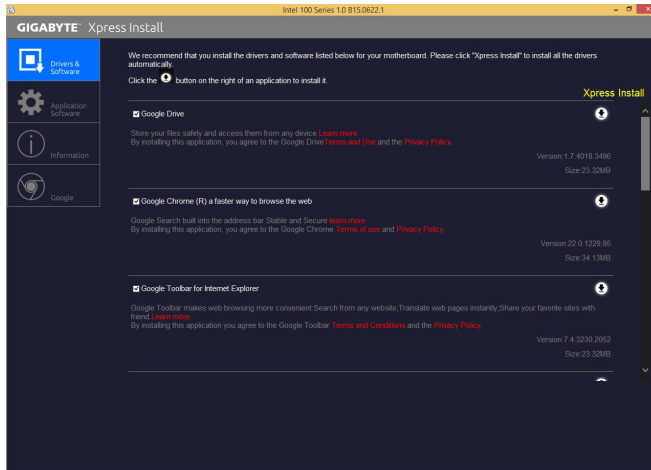 Intel 100 Series 1.0 B15.0622.1
GIGABYTE™ Xpress Install
Drivers &
Software
Application
Software
Information
Google
We recommend that you install the drivers and software listed below for your motherboard. Please click "Xpress Install" to install all the drivers
automatically.
Click the button on the right of an application to install it.
Xpress Install
Google Drive
Store your files safely and access them from any device.Learn more
By installing this application, you agree to the Google DriveTerms and Use and the Privacy Policy.
Version:1.7.4018.3496
Size:23.32MB
Google Chrome (R) a faster way to browse the web
Google Search built into the address bar Stable and Secure learn more
By installing this application, you agree to the Google Chrome Terms of use and Privacy Policy.
Version:22.0.1229.95
Size:34.13MB
Google Toolbar for Internet Explorer
Google Toolbar makes web browsing more convenient:Search from any website;Translate web pages instantly;Share your favorite sites with
friend.Learn more
By installing this application you agree to the Google Toolbar Terms and Conditions and the Privacy Policy.
Version:7.4.3230.2052
Size:23.32MB